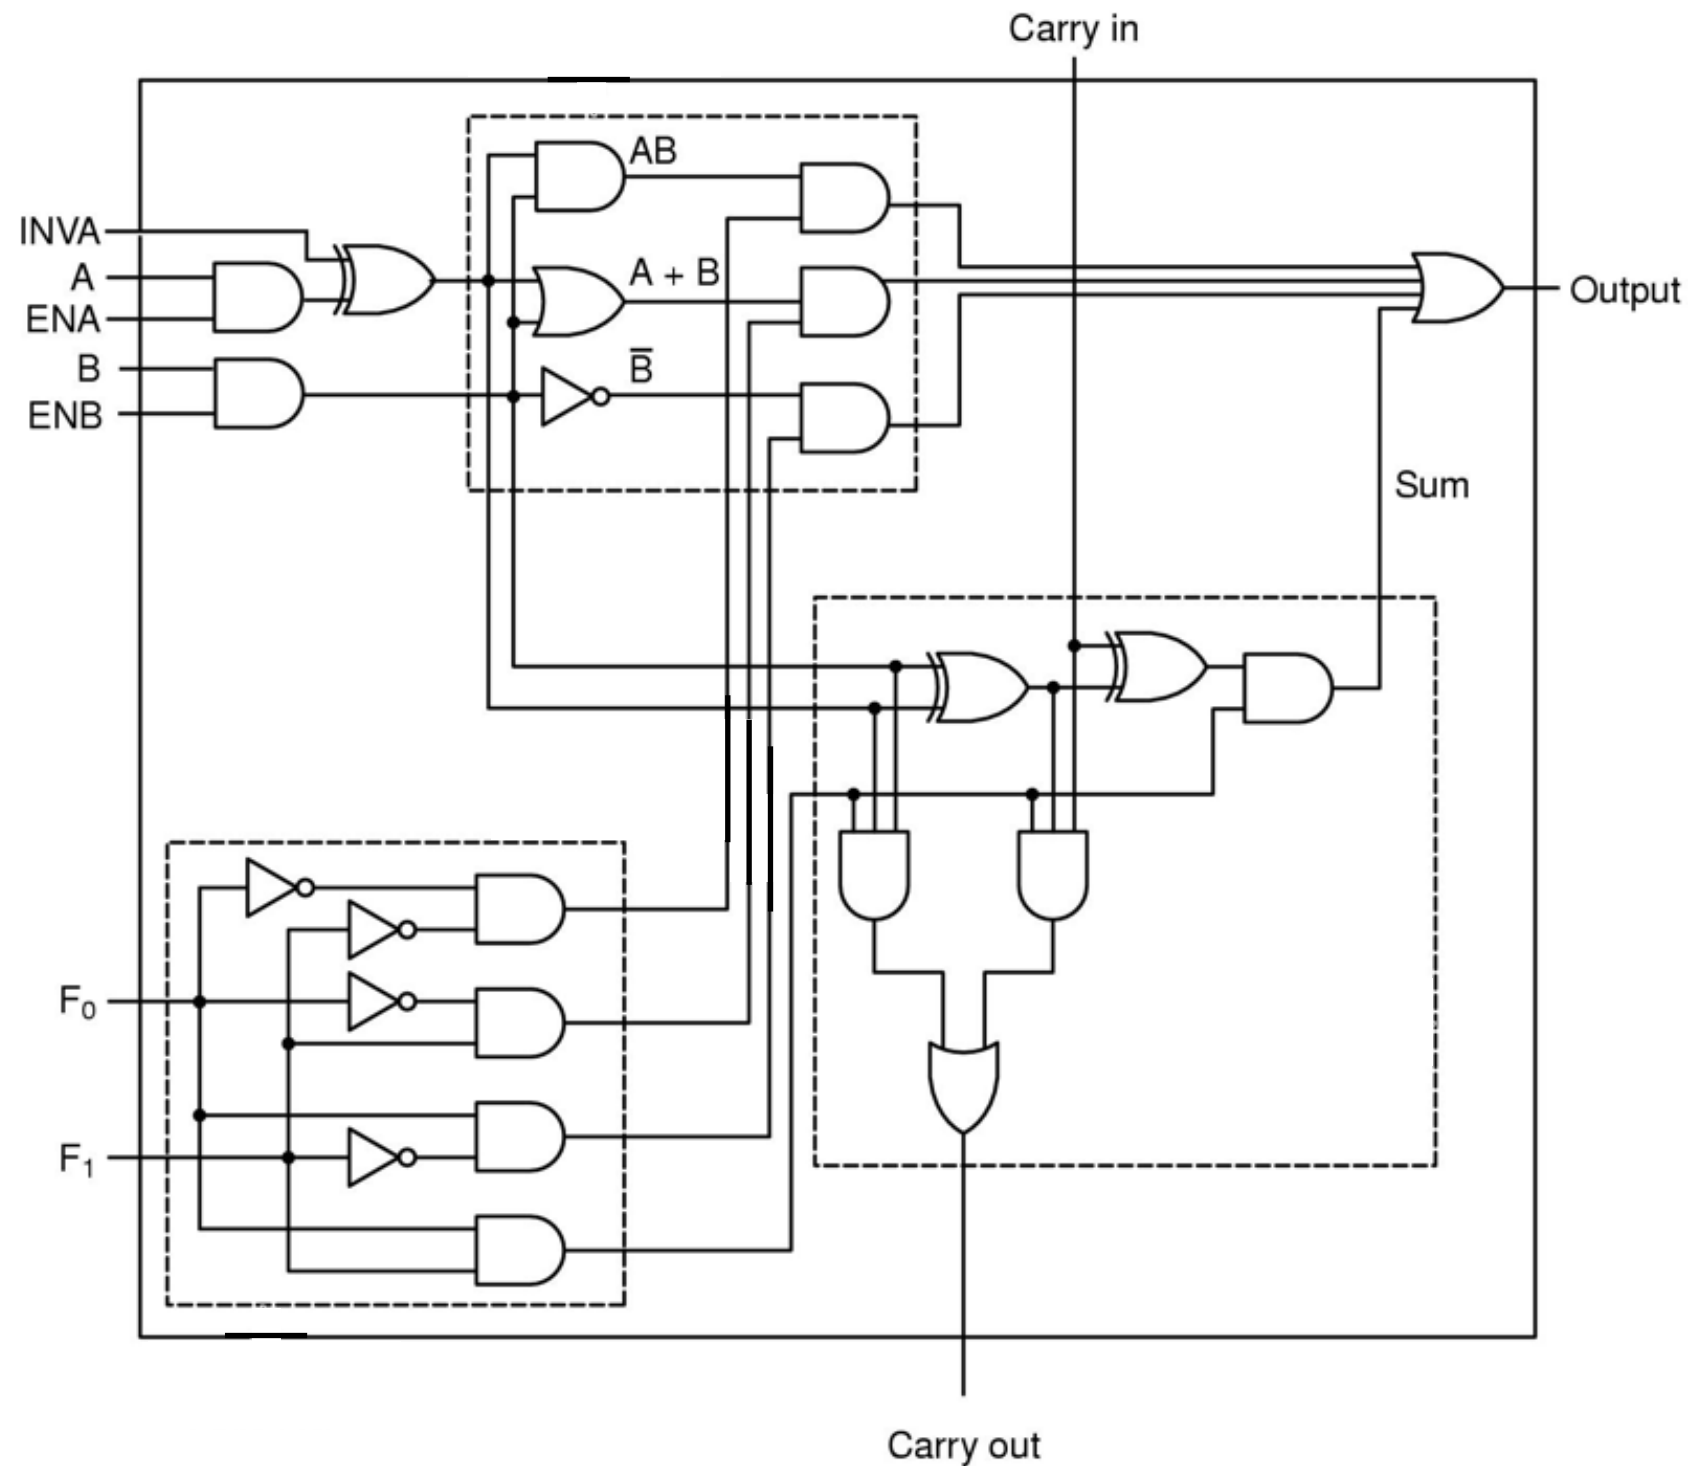 Carry in
AB
INVA
A
A + B
ENA
Output
B
B̅
ENB
Sum
F₀
F₁
Carry out